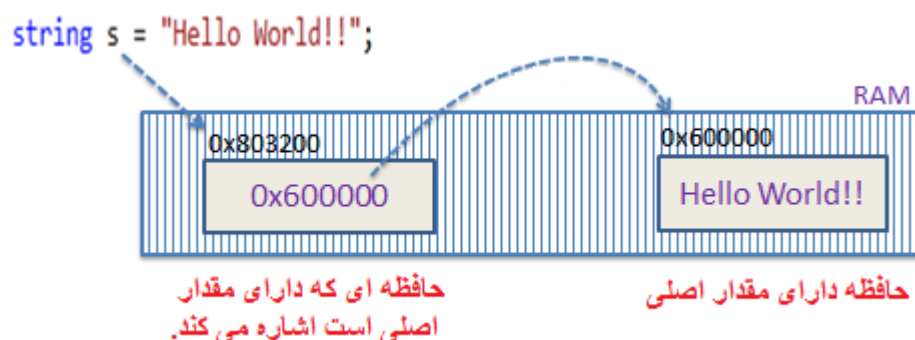 string s = "Hello World!!";
RAM
0x803200
0x600000
0x600000
Hello World!!
حافظه ای که دارای مقدار
اصلی است اشاره می کند.
حافظه دارای مقدار اصلی